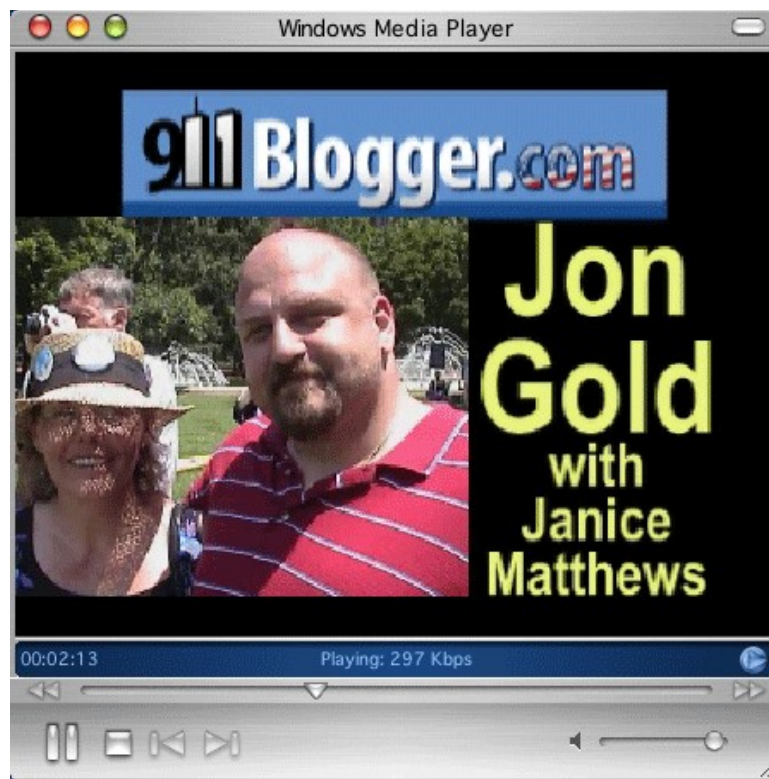 Windows Media Player
911Blogger.com
Jon
Gold
with
Janice
Matthews
00:02:13
Playing: 297 Kbps